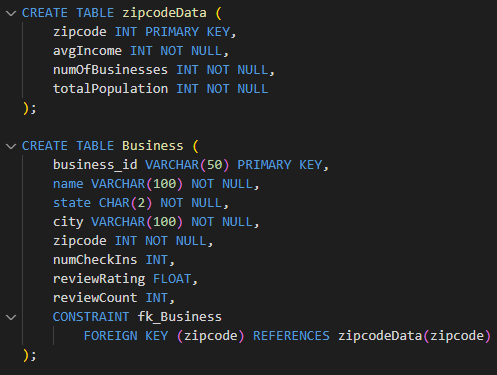 CREATE TABLE zipcodeData (
zipcode INT PRIMARY KEY,
avgIncome INT NOT NULL,
numOfBusinesses INT NOT NULL,
totalPopulation INT NOT NULL
);
CREATE TABLE Business (
business_id VARCHAR(50) PRIMARY KEY,
name VARCHAR(100) NOT NULL,
state CHAR(2) NOT NULL,
city VARCHAR(100) NOT NULL,
zipcode INT NOT NULL,
numCheckIns INT,
reviewRating FLOAT,
reviewCount INT,
CONSTRAINT fk_Business
FOREIGN KEY (zipcode) REFERENCES zipcodeData(zipcode)
);